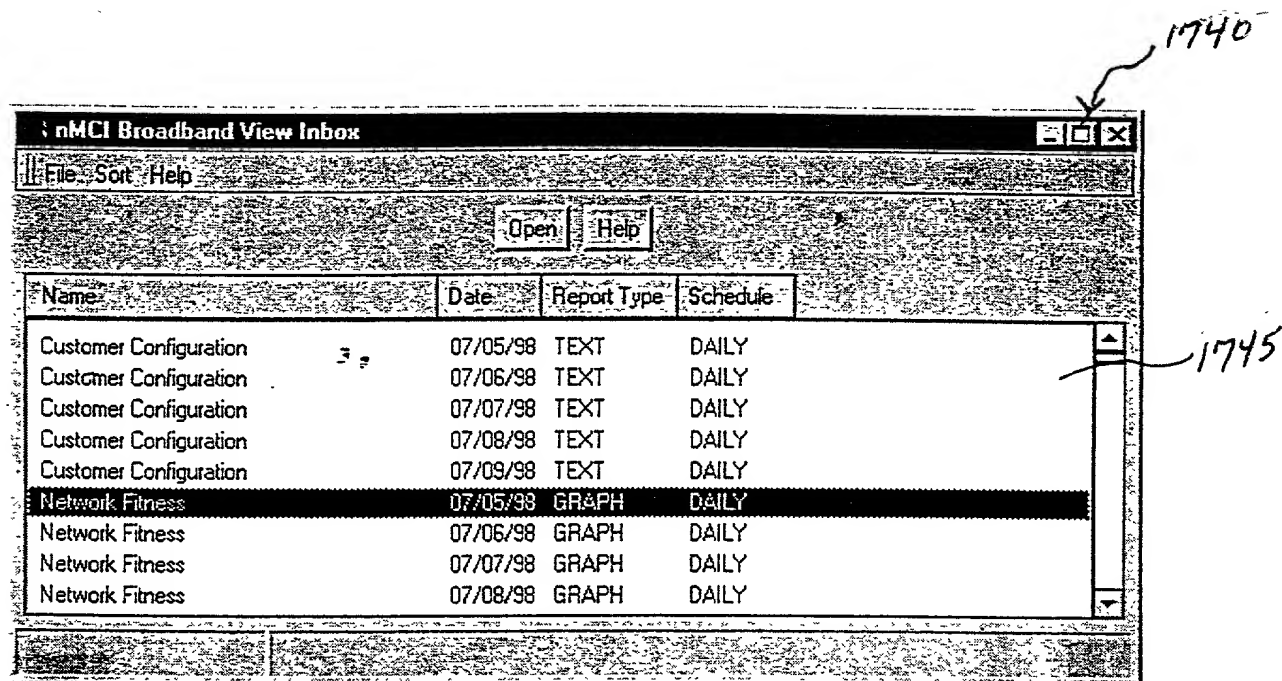 1740
nMCI Broadband View Inbox
File Sort Help
Open Help
Name Date Report Type Schedule
Customer Configuration 07/05/98 TEXT DAILY
Customer Configuration 07/06/98 TEXT DAILY
Customer Configuration 07/07/98 TEXT DAILY
Customer Configuration 07/08/98 TEXT DAILY
Customer Configuration 07/09/98 TEXT DAILY
Network Fitness 07/05/98 GRAPH DAILY
Network Fitness 07/06/98 GRAPH DAILY
Network Fitness 07/07/98 GRAPH DAILY
Network Fitness 07/08/98 GRAPH DAILY
1745